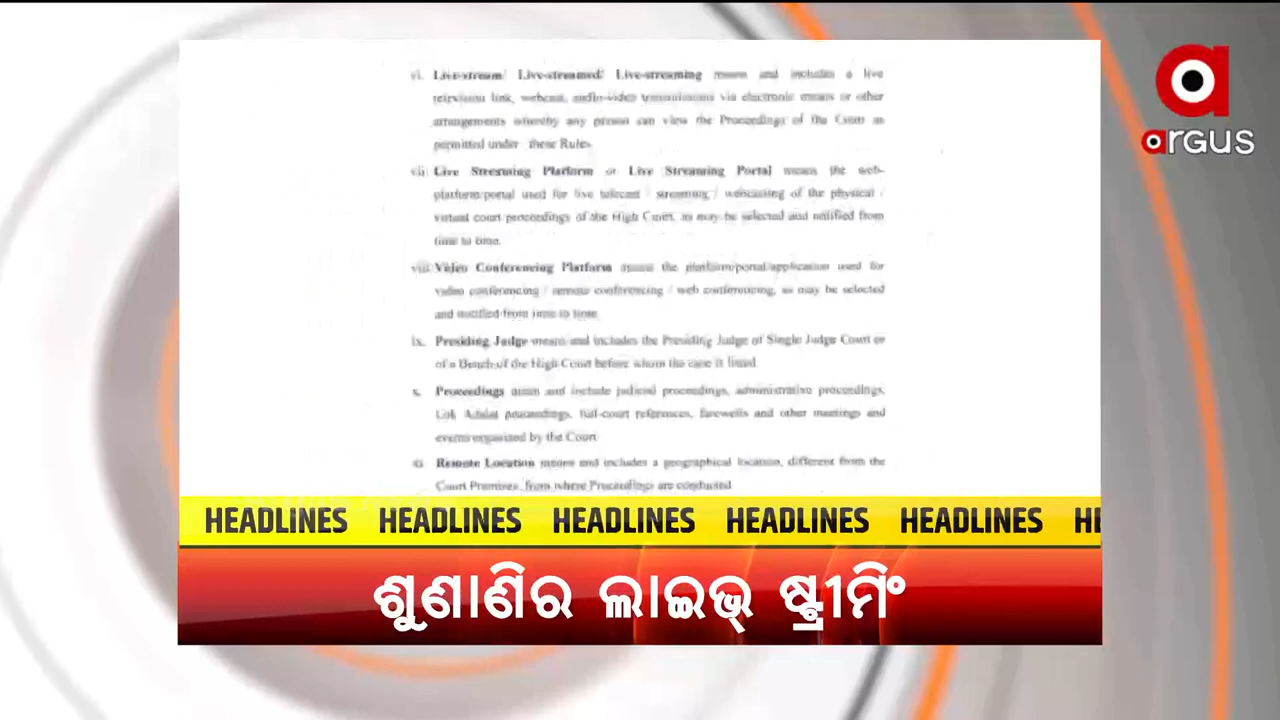 vi. Live-stream/ Live-streamed/ Live-streaming means and includes a live
television link, webcast, audio-video transmissions via electronic means or other
arrangements whereby any person can view the Proceedings of the Court as
permitted under these Rules
vii. Live Streaming Platform or Live Streaming Portal means the web-
platform/portal used for live telecast / streaming / webcasting of the physical /
virtual court proceedings of the High Court, as may be selected and notified from
time to time.
viii. Video Conferencing Platform means the platform/portal/application used for
video conferencing / remote conferencing / web conferencing, as may be selected
and notified from time to time.
ix. Presiding Judge means and includes the Presiding Judge of Single Judge Court or
of a Bench of the High Court before whom the case is listed.
x. Proceedings mean and include judicial proceedings, administrative proceedings,
Lok Adalat proceedings, full-court references, farewells and other meetings and
events organized by the Court
xi. Remote Location means and includes a geographical location, different from the
Court Premises, from where Proceedings are conducted
HEADLINES HEADLINES HEADLINES HEADLINES HEADLINES HE
ଶୁଣାଣିର ଲାଇଭ୍ ଷ୍ଟ୍ରୀମିଂ
a
argus